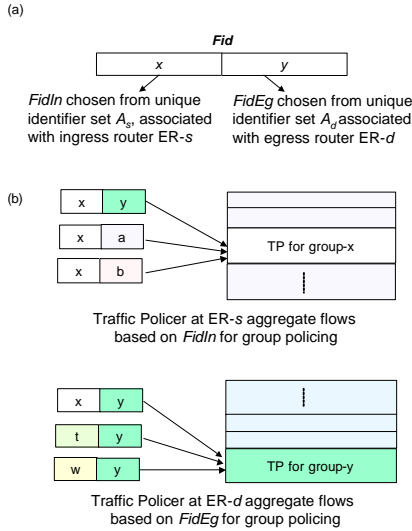 (a)
Fid
x y
FidIn chosen from unique
identifier set As, associated
with ingress router ER-s
FidEg chosen from unique
identifier set Ad associated
with egress router ER-d
(b)
x y
x a
x b
TP for group-x
Traffic Policer at ER-s aggregate flows
based on FidIn for group policing
x y
t y
w y
TP for group-y
Traffic Policer at ER-d aggregate flows
based on FidEg for group policing